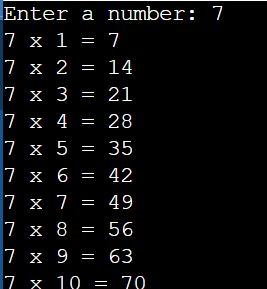 Enter a number: 7
7 x 1 = 7
7 x 2 = 14
7 x 3 = 21
7 x 4 = 28
7 x 5 = 35
7 x 6 = 42
7 x 7 = 49
7 x 8 = 56
7 x 9 = 63
7 x 10 = 70